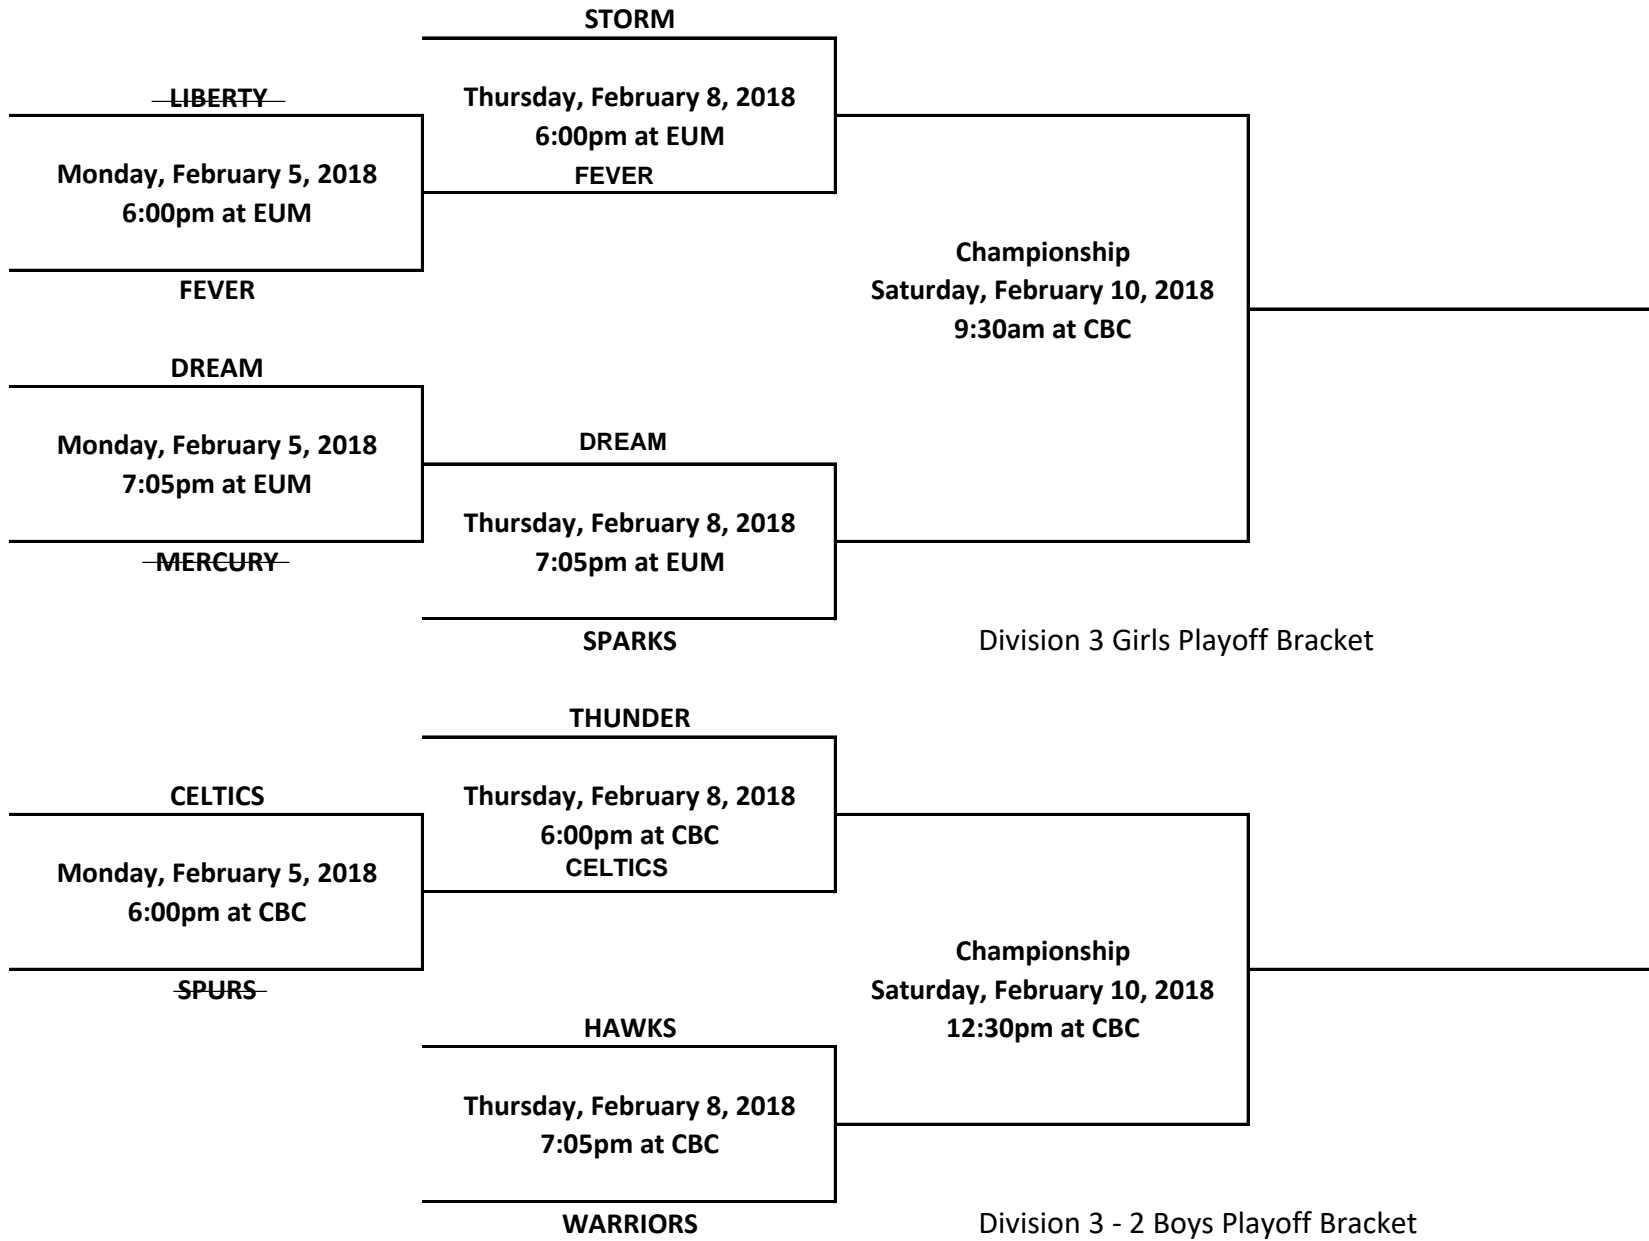 STORM
LIBERTY
Thursday, February 8, 2018
6:00pm at EUM
Monday, February 5, 2018
6:00pm at EUM
FEVER
FEVER
Championship
Saturday, February 10, 2018
9:30am at CBC
DREAM
Monday, February 5, 2018
7:05pm at EUM
DREAM
MERCURY
Thursday, February 8, 2018
7:05pm at EUM
SPARKS
Division 3 Girls Playoff Bracket
THUNDER
CELTICS
Thursday, February 8, 2018
6:00pm at CBC
CELTICS
Monday, February 5, 2018
6:00pm at CBC
SPURS
Championship
Saturday, February 10, 2018
12:30pm at CBC
HAWKS
Thursday, February 8, 2018
7:05pm at CBC
WARRIORS
Division 3 - 2 Boys Playoff Bracket